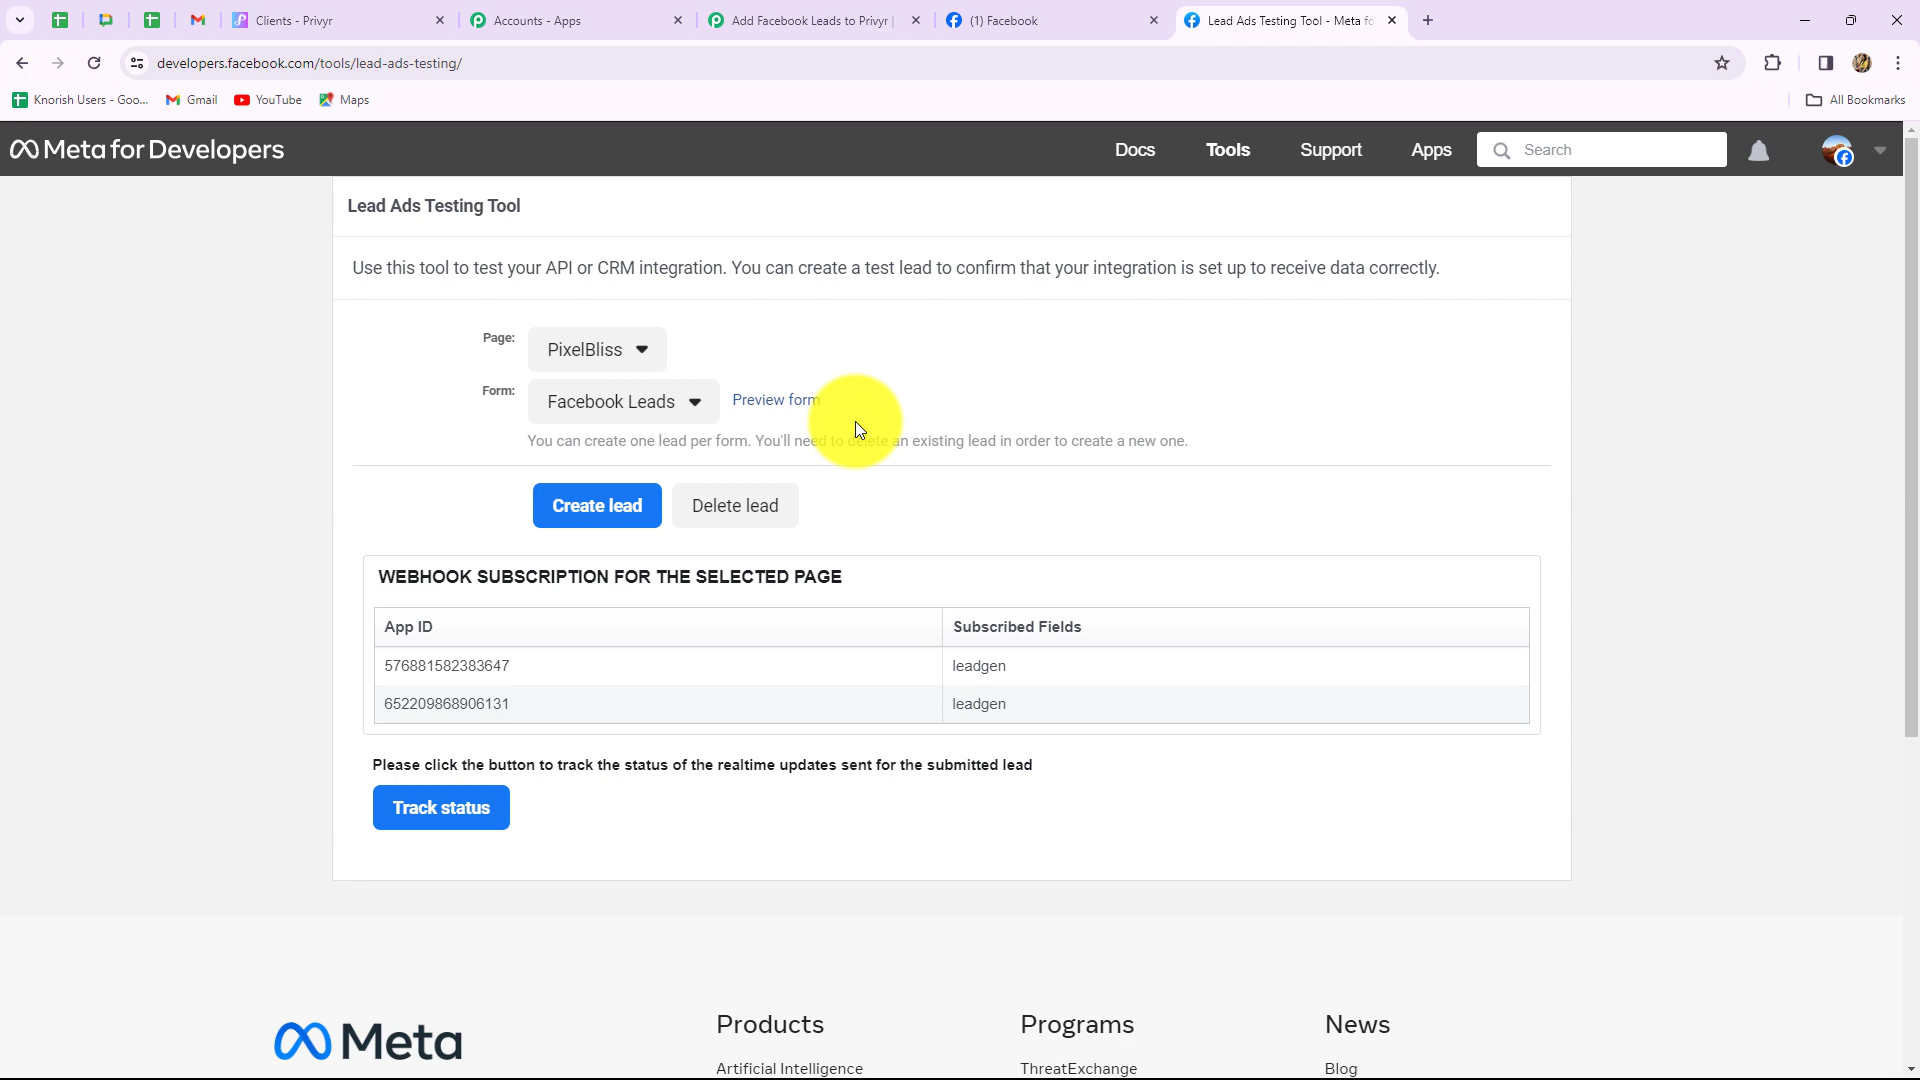 Clients - Privyr
Accounts - Apps
Add Facebook Leads to Privyr |
(1) Facebook
Lead Ads Testing Tool - Meta fo
developers.facebook.com/tools/lead-ads-testing/
Knorish Users - Goo...
Gmail
YouTube
Maps
All Bookmarks
Meta for Developers
Docs
Tools
Support
Apps
Search
Lead Ads Testing Tool
Use this tool to test your API or CRM integration. You can create a test lead to confirm that your integration is set up to receive data correctly.
Page:
PixelBliss
Form:
Facebook Leads
Preview form
You can create one lead per form. You'll need to delete an existing lead in order to create a new one.
Create lead
Delete lead
WEBHOOK SUBSCRIPTION FOR THE SELECTED PAGE
App ID
Subscribed Fields
576881582383647
leadgen
652209868906131
leadgen
Please click the button to track the status of the realtime updates sent for the submitted lead
Track status
Meta
Products
Programs
News
Artificial Intelligence
ThreatExchange
Blog